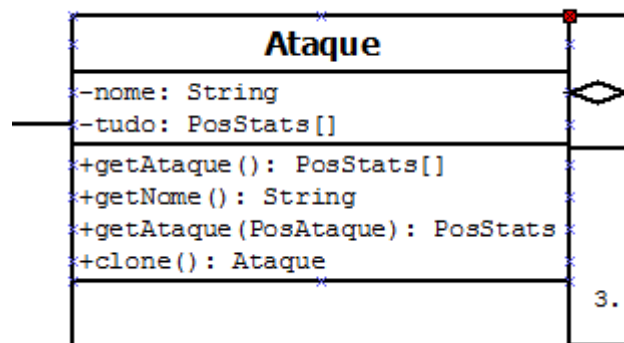 Ataque
-nome: String
-tudo: PosStats[]
+getAtaque(): PosStats[]
+getNome(): String
+getAtaque(PosAtaque): PosStats
+clone(): Ataque
3.